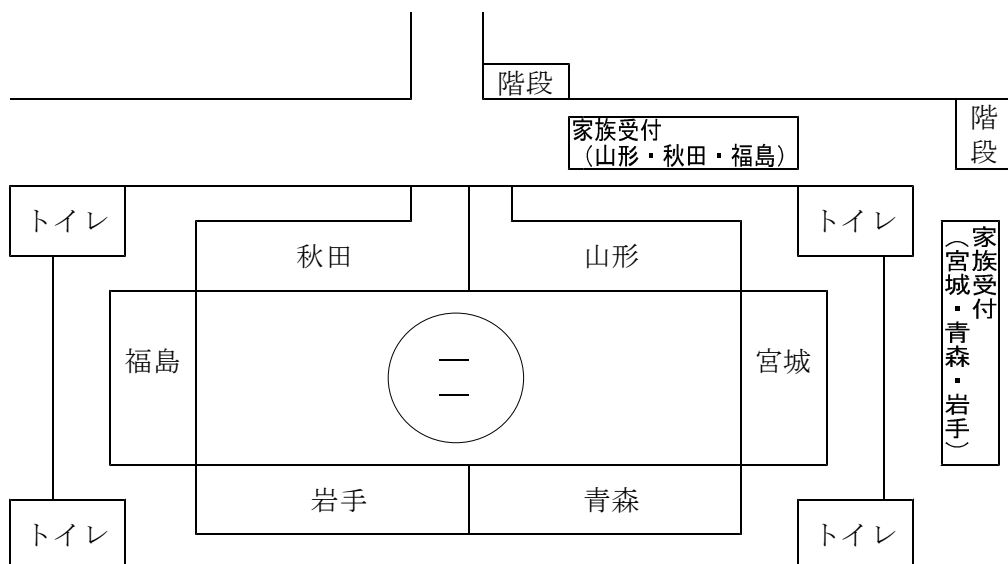 階段
階段
家族受付
(山形・秋田・福島)
トイレ
トイレ
秋田
山形
家族受付
(宮城・青森・岩手)
福島
宮城
岩手
青森
トイレ
トイレ